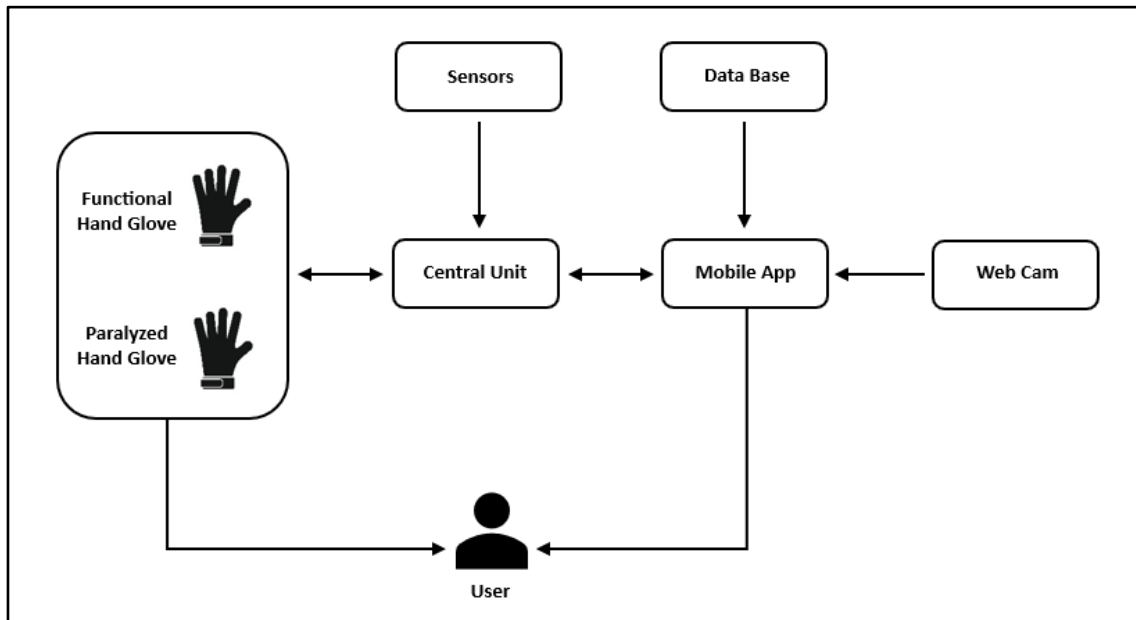 Sensors
Data Base
Functional
Hand Glove
Central Unit
Mobile App
Web Cam
Paralyzed
Hand Glove
User